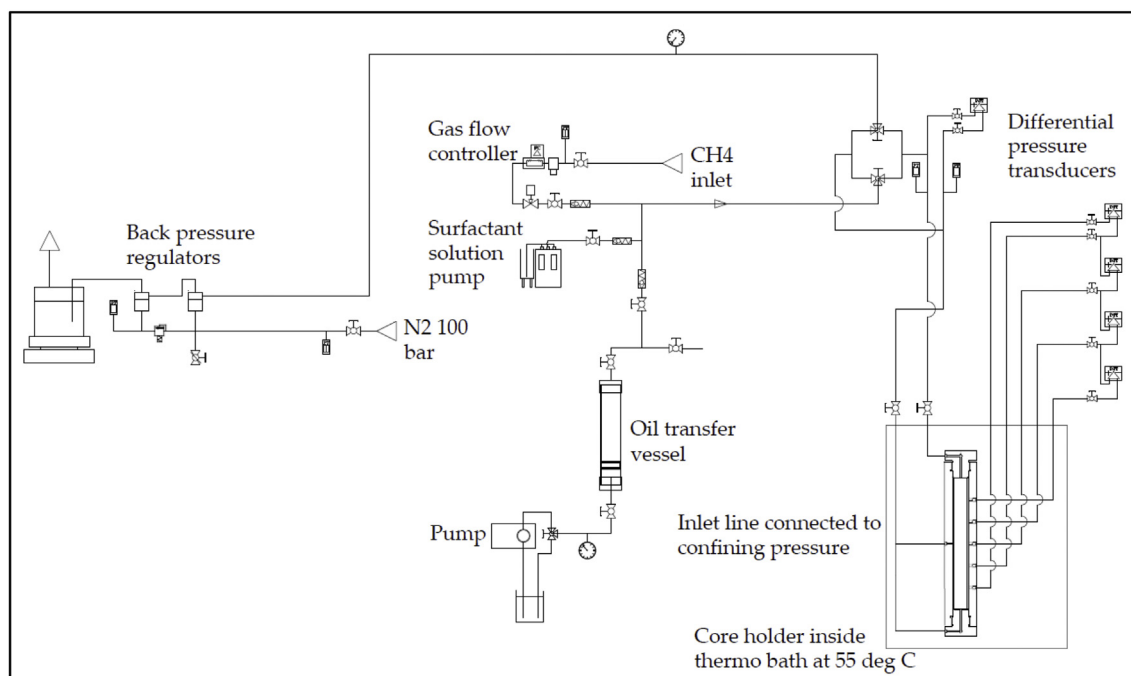 Gas flow
controller
CH4
inlet
Differential
pressure
transducers
Surfactant
solution
pump
Back pressure
regulators
N2 100
bar
Oil transfer
vessel
Pump
Inlet line connected to
confining pressure
Core holder inside
thermo bath at 55 deg C